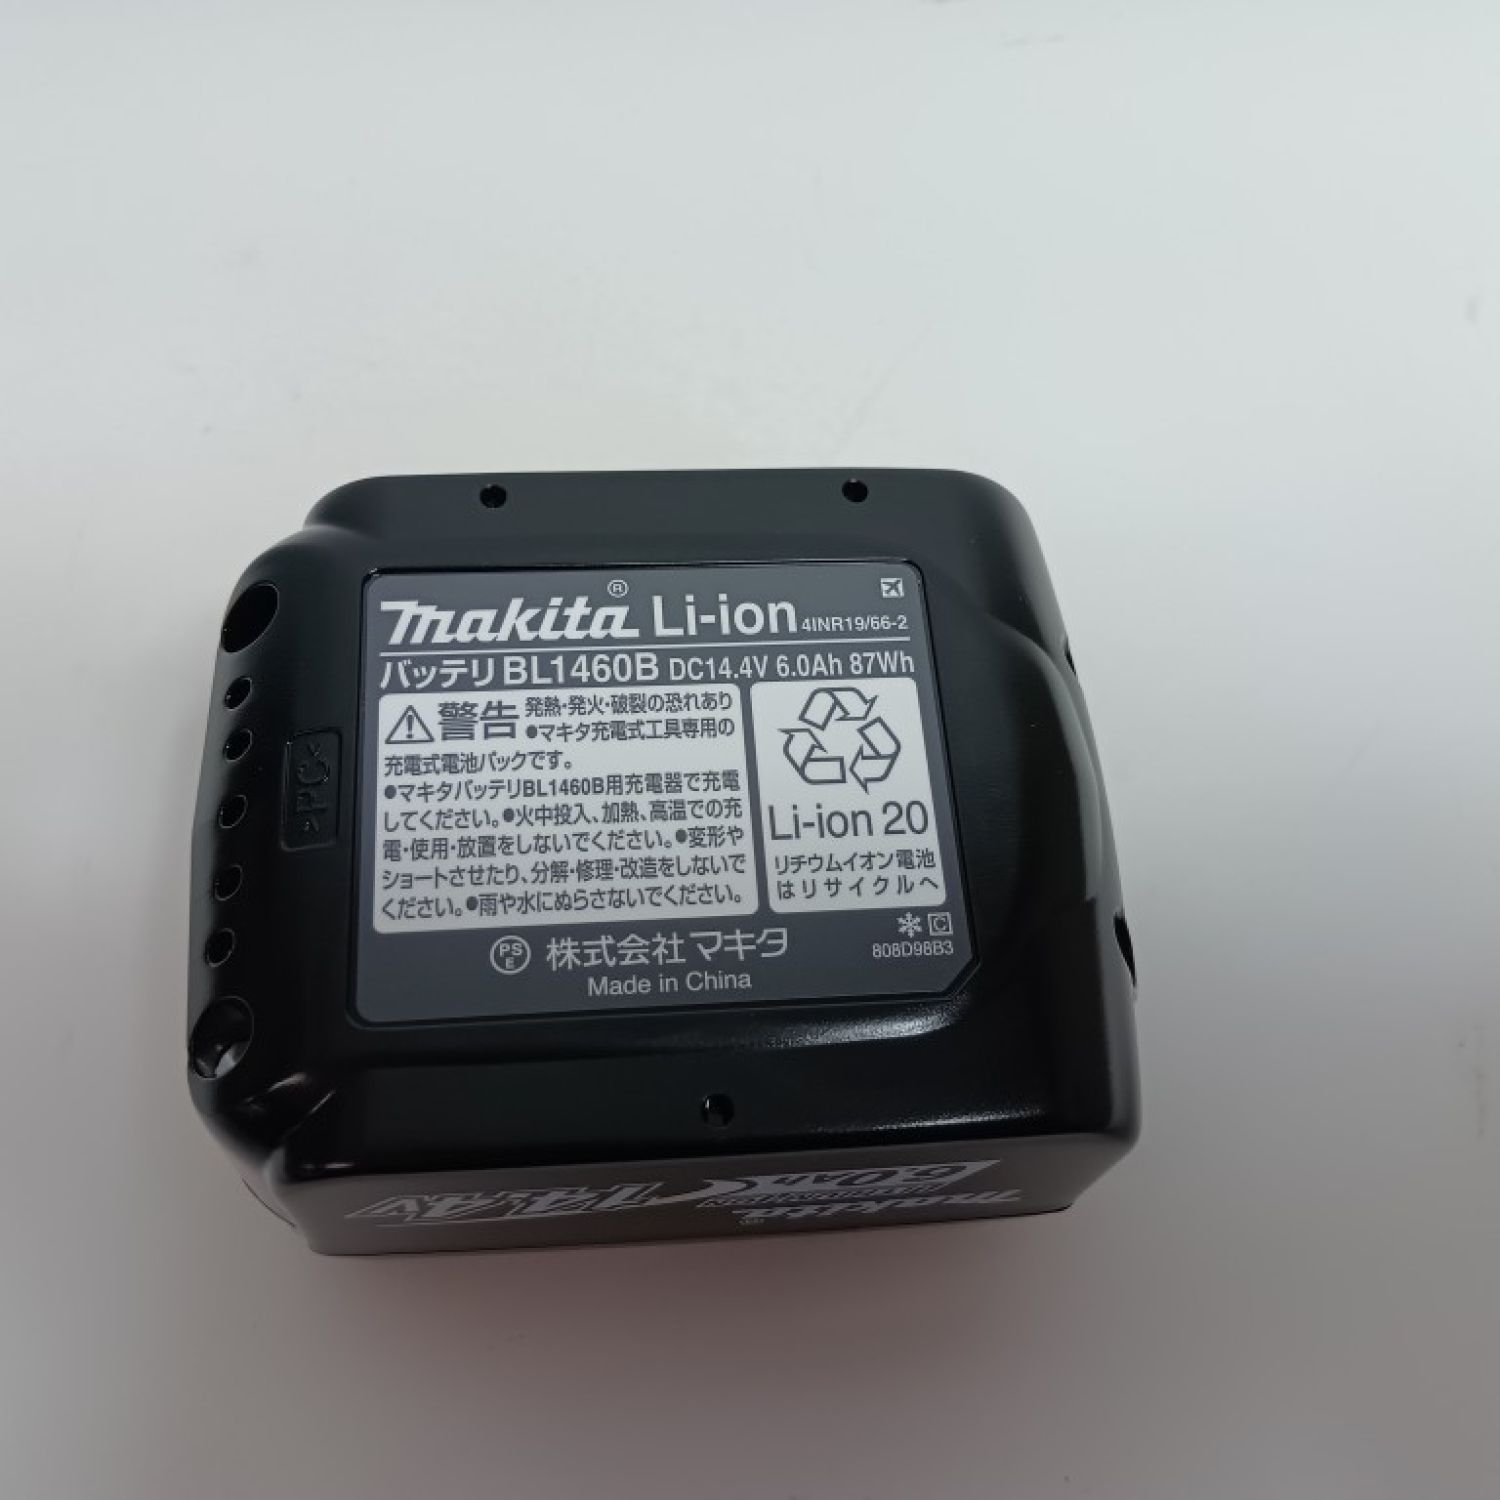 makita® Li-ion 4INR19/66-2
バッテリ BL1460B DC14.4V 6.0Ah 87Wh
警告 発熱・発火・破裂の恐れあり
●マキタ充電式工具専用の
充電式電池パックです。
●マキタバッテリBL1460B用充電器で充電
してください。●火中投入、加熱、高温での充
電・使用・放置をしないでください。●変形や
ショートさせたり、分解・修理・改造をしないで
ください。●雨や水にぬらさないでください。
Li-ion 20
リチウムイオン電池
はリサイクルへ
PSE 株式会社マキタ
Made in China
C
808D98B3
>PC<
makita®
14.4V
6.0Ah